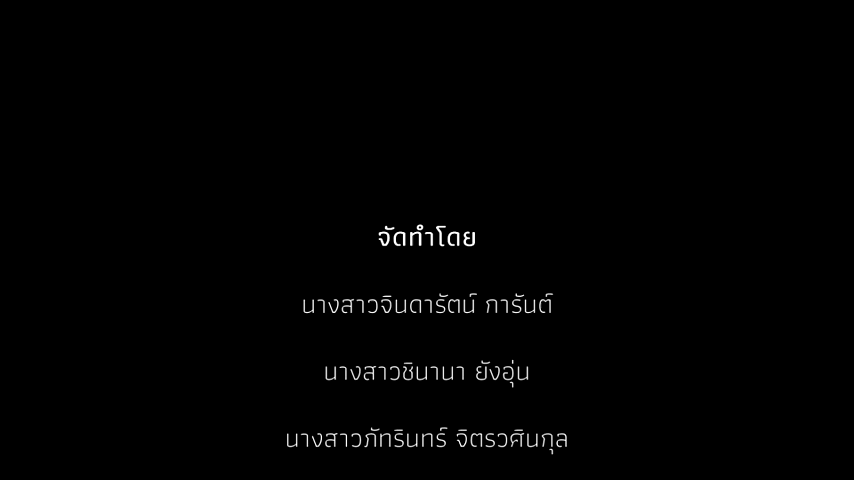 จัดทำโดย
นางสาวจินดารัตน์ การันต์
นางสาวชินานา ยังอุ่น
นางสาวภัทรินทร์ จิตรวศินกุล